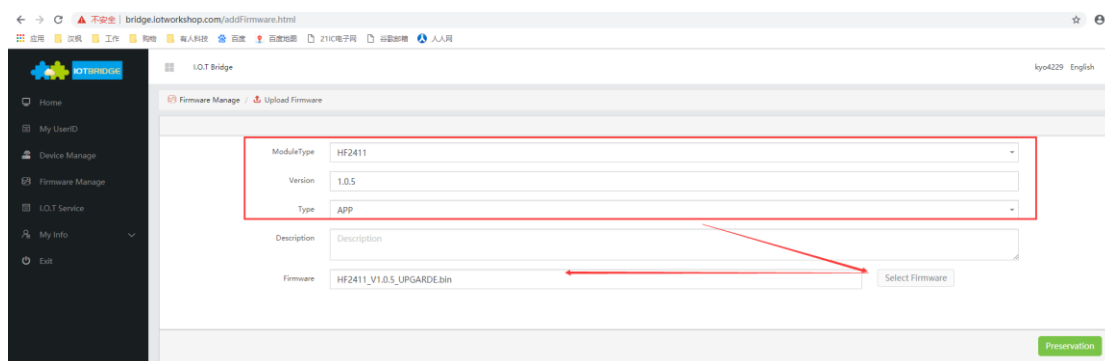 不安全 | bridge.iotworkshop.com/addFirmware.html
应用 汉枫 工作 购物 有人科技 百度 百度地图 21IC电子网 谷歌邮箱 人人网
IOTBRIDGE
I.O.T Bridge
kyo4229 English
Home
My UserID
Device Manage
Firmware Manage
I.O.T Service
My Info
Exit
Firmware Manage / Upload Firmware
ModuleType HF2411
Version 1.0.5
Type APP
Description Description
Firmware HF2411_V1.0.5_UPGARDE.bin Select Firmware
Preservation